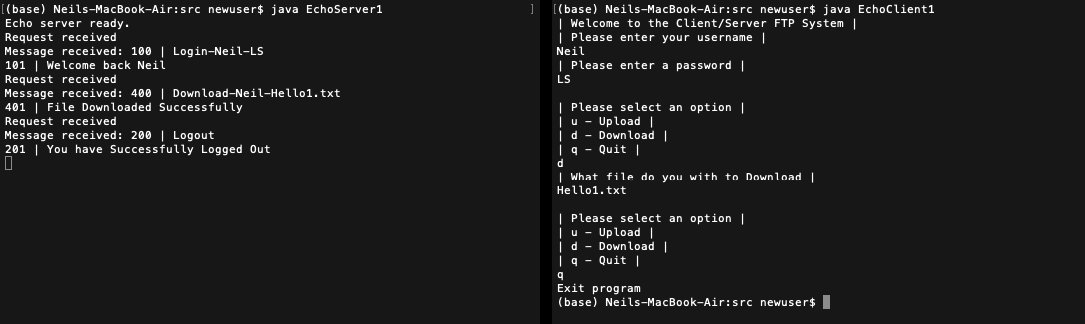 [(base) Neils-MacBook-Air:src newuser$ java EchoServer1 ]
Echo server ready.
Request received
Message received: 100 | Login-Neil-LS
101 | Welcome back Neil
Request received
Message received: 400 | Download-Neil-Hello1.txt
401 | File Downloaded Successfully
Request received
Message received: 200 | Logout
201 | You have Successfully Logged Out
[(base) Neils-MacBook-Air:src newuser$ java EchoClient1
| Welcome to the Client/Server FTP System |
| Please enter your username |
Neil
| Please enter a password |
LS
| Please select an option |
| u - Upload |
| d - Download |
| q - Quit |
d
| What file do you with to Download |
Hello1.txt
| Please select an option |
| u - Upload |
| d - Download |
| q - Quit |
q
Exit program
(base) Neils-MacBook-Air:src newuser$